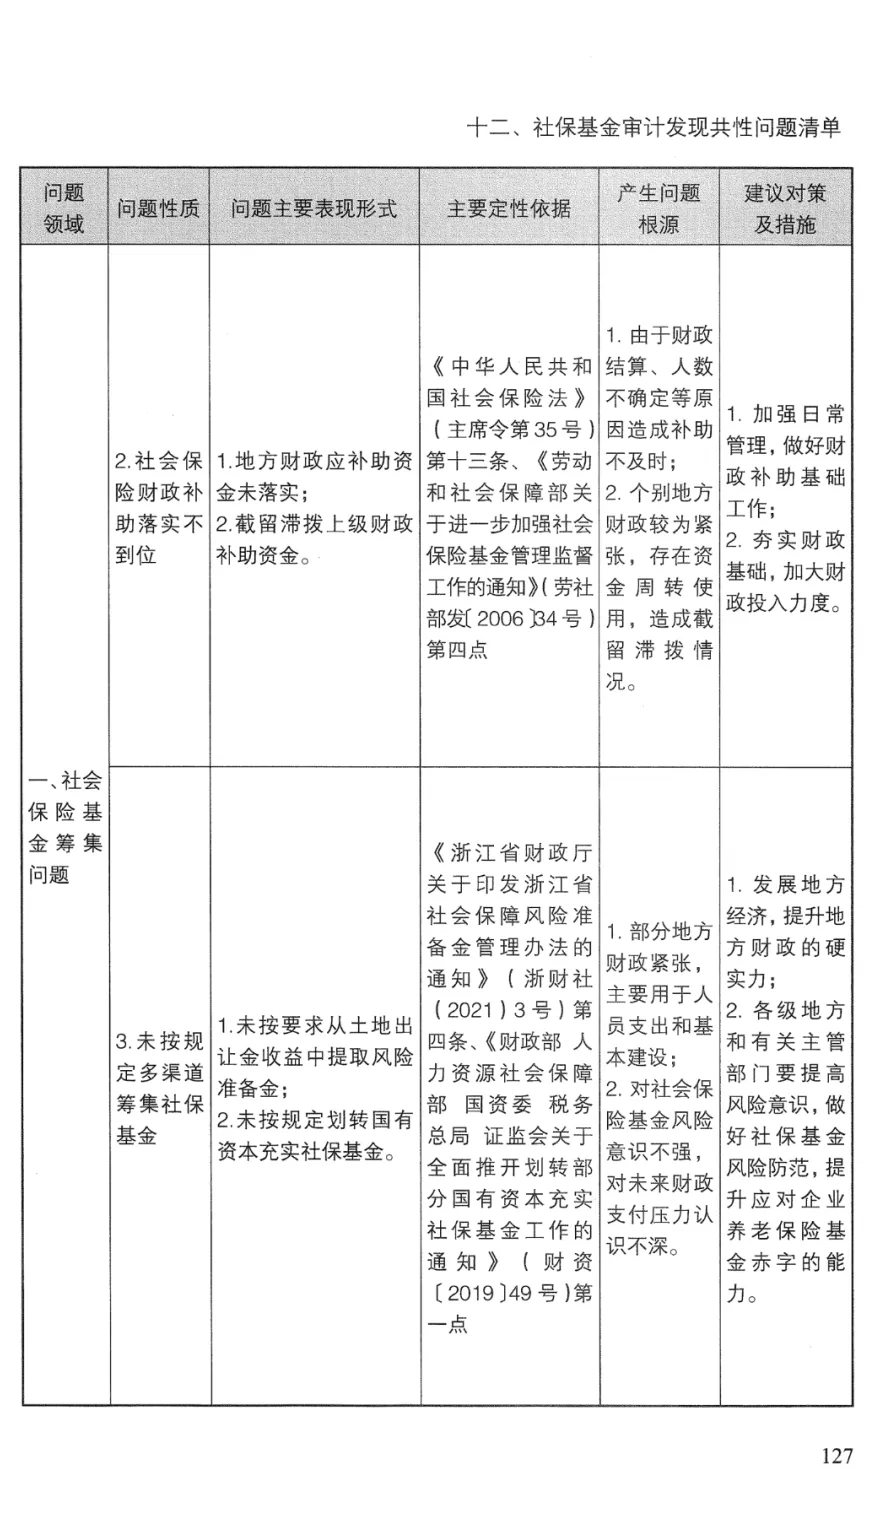 十二、社保基金审计发现共性问题清单
问题
领域
问题性质
问题主要表现形式
主要定性依据
产生问题
根源
建议对策
及措施
一、社会
保险基
金筹集
问题
2.社会保
险财政补
助落实不
到位
1.地方财政应补助资
金未落实；
2.截留滞拨上级财政
补助资金。
《中华人民共和
国社会保险法》
（主席令第35号）
第十三条、《劳动
和社会保障部关
于进一步加强社会
保险基金管理监督
工作的通知》（劳社
部发〔2006〕34号）
第四点
1. 由于财政
结算、人数
不确定等原
因造成补助
不及时；
2. 个别地方
财政较为紧
张，存在资
金周转使
用，造成截
留滞拨情
况。
1. 加强日常
管理，做好财
政补助基础
工作；
2. 夯实财政
基础，加大财
政投入力度。
3.未按规
定多渠道
筹集社保
基金
1.未按要求从土地出
让金收益中提取风险
准备金；
2.未按规定划转国有
资本充实社保基金。
《浙江省财政厅
关于印发浙江省
社会保障风险准
备金管理办法的
通知》（浙财社
（2021）3号）第
四条、《财政部 人
力资源社会保障
部 国资委 税务
总局 证监会关于
全面推开划转部
分国有资本充实
社保基金工作的
通知》（财资
〔2019〕49号）第
一点
1. 部分地方
财政紧张，
主要用于人
员支出和基
本建设；
2. 对社会保
险基金风险
意识不强，
对未来财政
支付压力认
识不深。
1. 发展地方
经济，提升地
方财政的硬
实力；
2. 各级地方
和有关主管
部门要提高
风险意识，做
好社保基金
风险防范，提
升应对企业
养老保险基
金赤字的能
力。
127